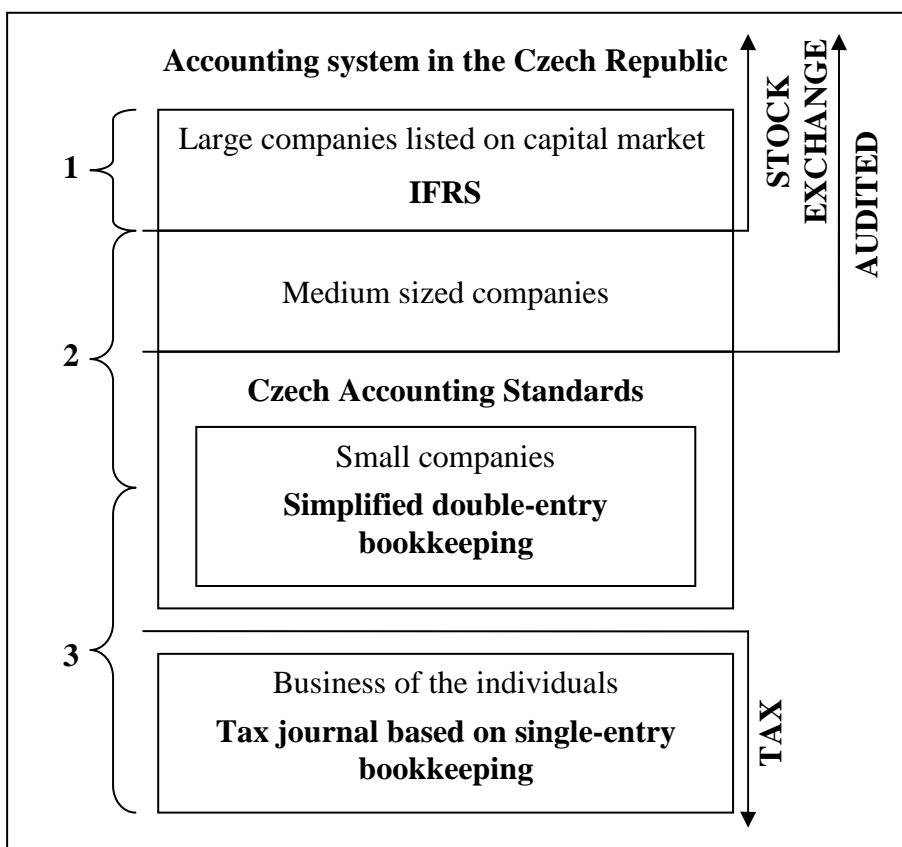 Accounting system in the Czech Republic
STOCK
EXCHANGE
AUDITED
1
Large companies listed on capital market
IFRS
2
Medium sized companies
Czech Accounting Standards
Small companies
Simplified double-entry
bookkeeping
3
Business of the individuals
Tax journal based on single-entry
bookkeeping
TAX